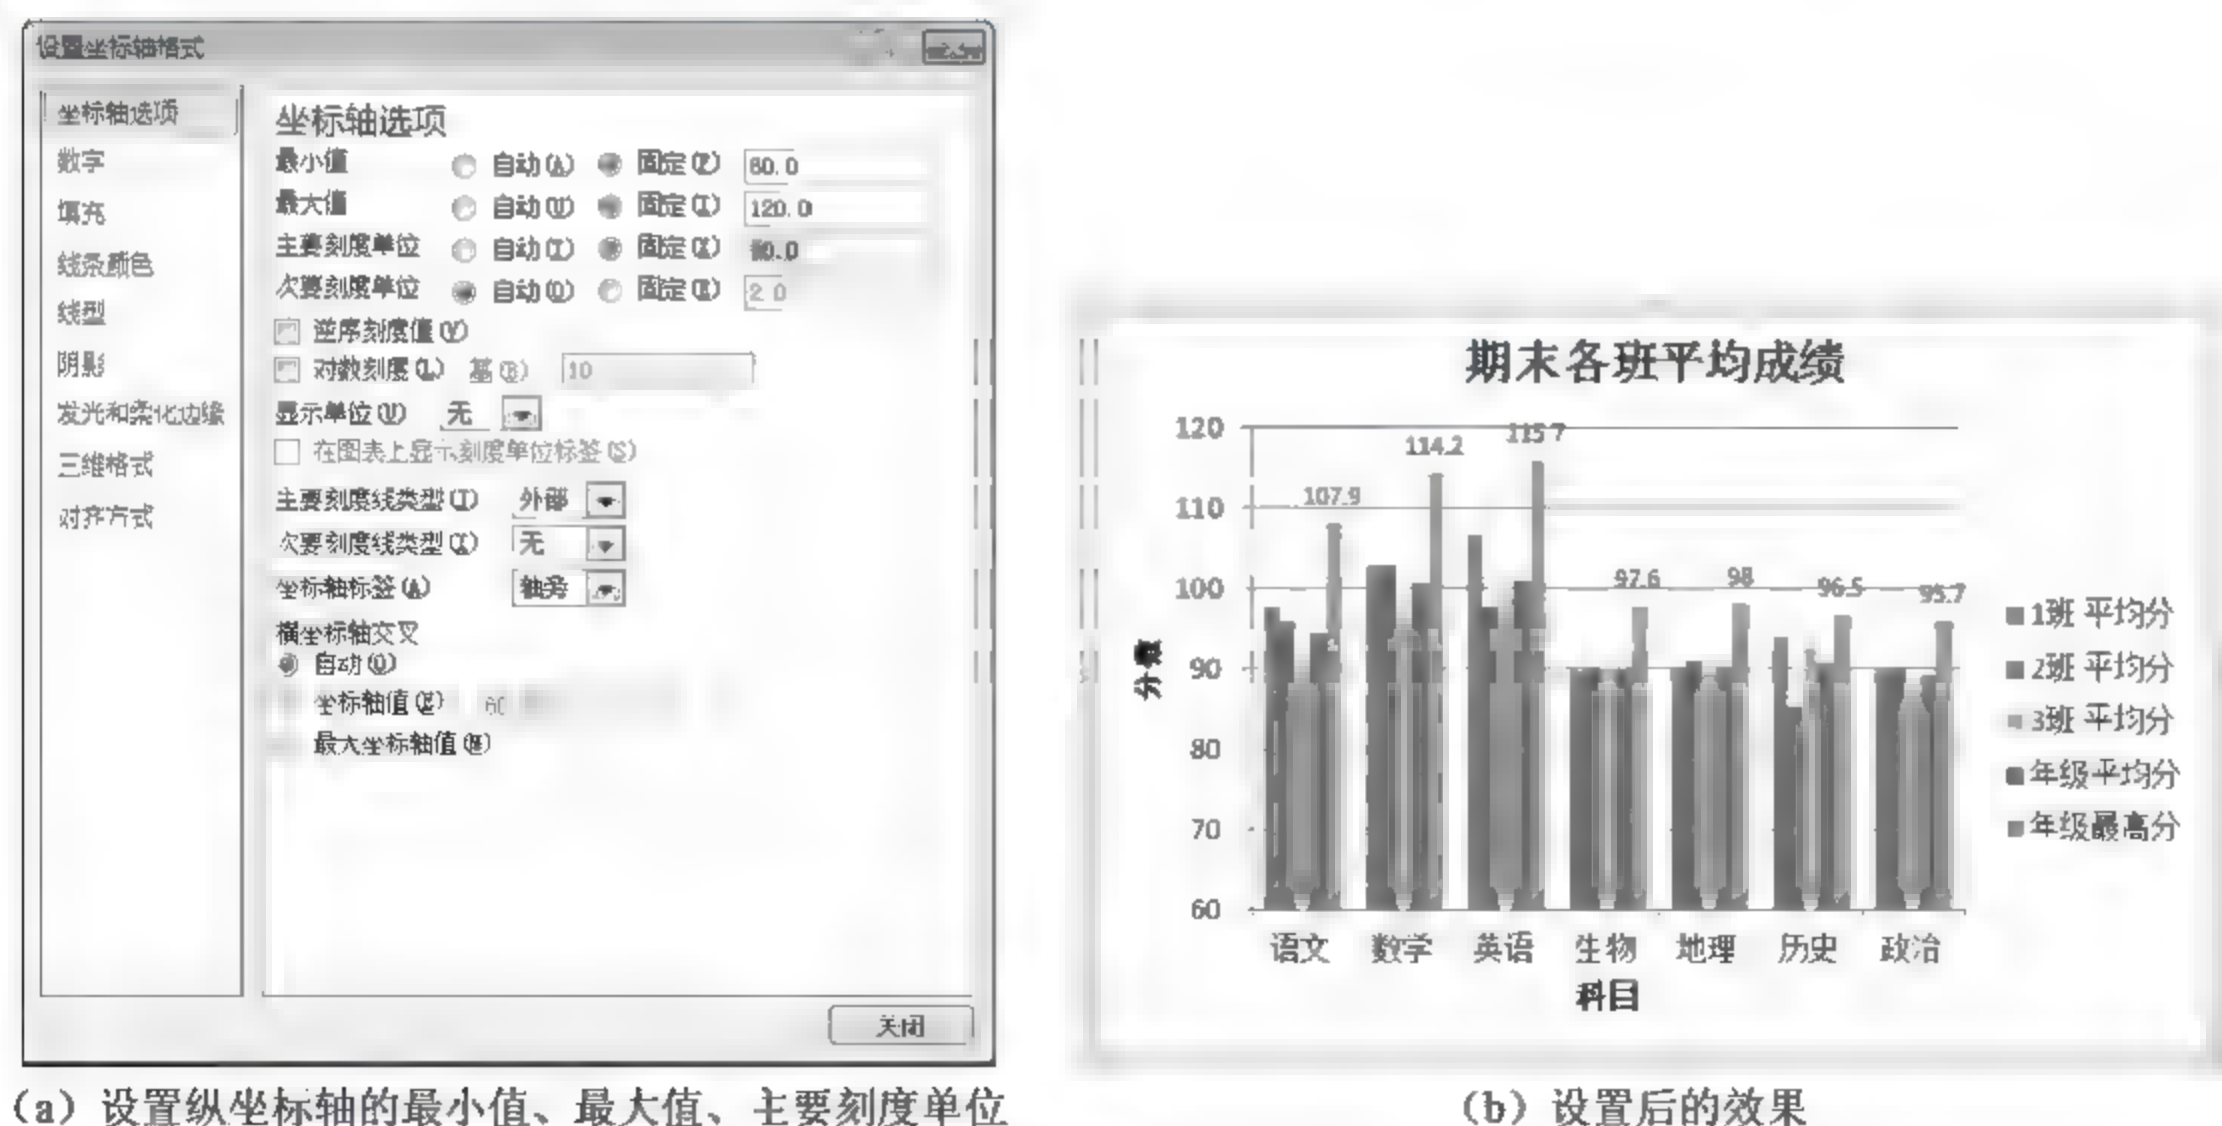 设置坐标轴格式
坐标轴选项
数字
填充
线条颜色
线型
阴影
发光和柔化边缘
三维格式
对齐方式
坐标轴选项
最小值 自动(A) 固定(F) 60.0
最大值 自动(U) 固定(I) 120.0
主要刻度单位 自动(T) 固定(X)
次要刻度单位 自动(O) 固定(E) 2.0
逆序刻度值(V)
对数刻度(L) 基(B) 10
显示单位(U) 无
在图表上显示刻度单位标签(S)
主要刻度线类型(J) 外部
次要刻度线类型(I) 无
坐标轴标签(A) 轴旁
横坐标轴交叉
自动(O)
坐标轴值(E) 60
最大坐标轴值(M)
关闭
(a) 设置纵坐标轴的最小值、最大值、主要刻度单位
期末各班平均成绩
120
110
100
90
80
70
60
分数
107.9
114.2
115.7
97.6
98
96.5
95.7
语文 数学 英语 生物 地理 历史 政治
科目
1班 平均分
2班 平均分
3班 平均分
年级平均分
年级最高分
(b) 设置后的效果